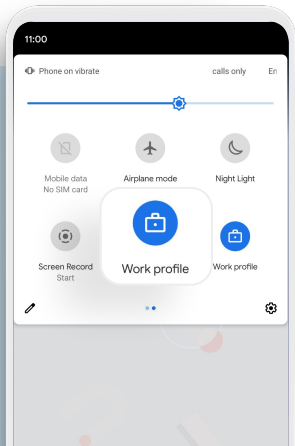 11:00
Phone on vibrate
calls only
En
Mobile data
No SIM card
Airplane mode
Night Light
Screen Record
Start
Work profile
Work profile